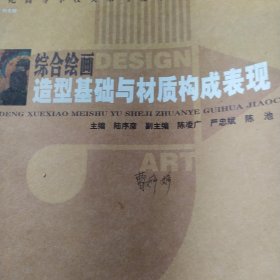 综合绘画
DESIGN
造型基础与材质构成表现
DENG XUEXIAO MEISHU YU SHEJI ZHUANYE GUIHUA JIAOC
主编 陆序彦 副主编 陈凌广 严忠斌 陈池
ART